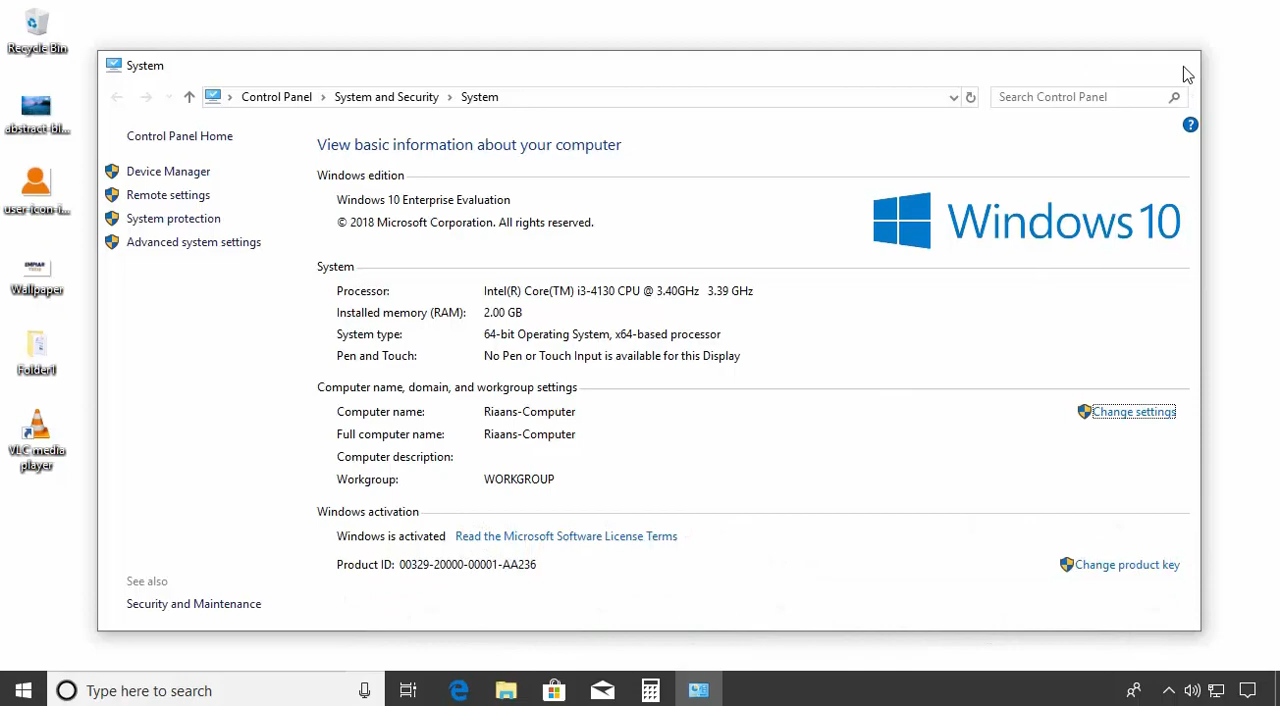 Recycle Bin
abstract-bl...
user-icon-i...
Wallpaper
Folder1
VLC media
player
System
Control Panel › System and Security › System
Search Control Panel
Control Panel Home
Device Manager
Remote settings
System protection
Advanced system settings
See also
Security and Maintenance
?
View basic information about your computer
Windows edition
Windows 10 Enterprise Evaluation
© 2018 Microsoft Corporation. All rights reserved.
Windows 10
System
Processor: Intel(R) Core(TM) i3-4130 CPU @ 3.40GHz 3.39 GHz
Installed memory (RAM): 2.00 GB
System type: 64-bit Operating System, x64-based processor
Pen and Touch: No Pen or Touch Input is available for this Display
Computer name, domain, and workgroup settings
Computer name: Riaans-Computer
Change settings
Full computer name: Riaans-Computer
Computer description:
Workgroup: WORKGROUP
Windows activation
Windows is activated Read the Microsoft Software License Terms
Product ID: 00329-20000-00001-AA236
Change product key
Type here to search